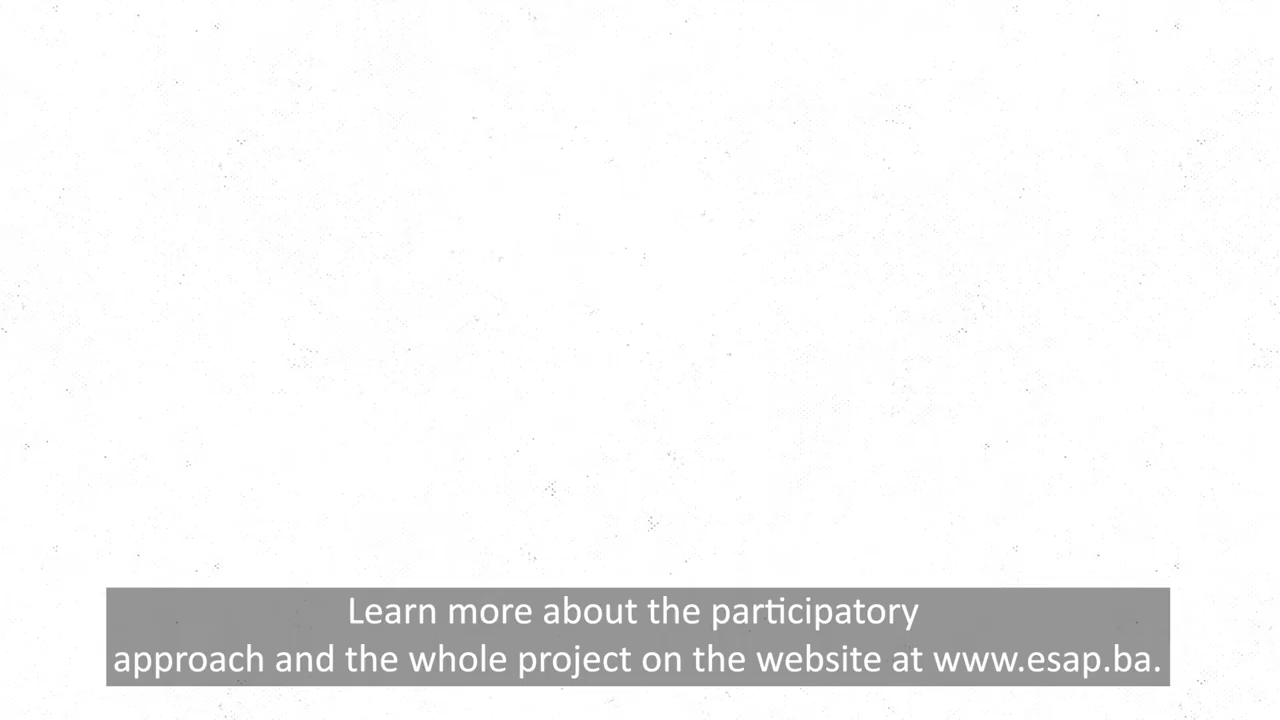 Learn more about the participatory
approach and the whole project on the website at www.esap.ba.